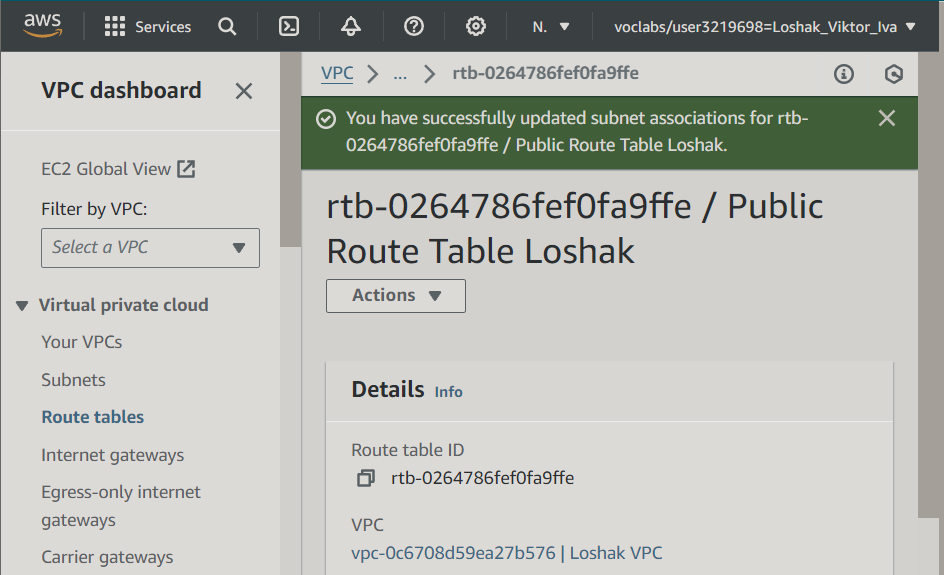 aws
Services
N.
voclabs/user3219698=Loshak_Viktor_Iva
VPC dashboard
EC2 Global View
Filter by VPC:
Select a VPC
Virtual private cloud
Your VPCs
Subnets
Route tables
Internet gateways
Egress-only internet
gateways
Carrier gateways
VPC
...
rtb-0264786fef0fa9ffe
You have successfully updated subnet associations for rtb-
0264786fef0fa9ffe / Public Route Table Loshak.
rtb-0264786fef0fa9ffe / Public
Route Table Loshak
Actions
Details Info
Route table ID
rtb-0264786fef0fa9ffe
VPC
vpc-0c6708d59ea27b576 | Loshak VPC